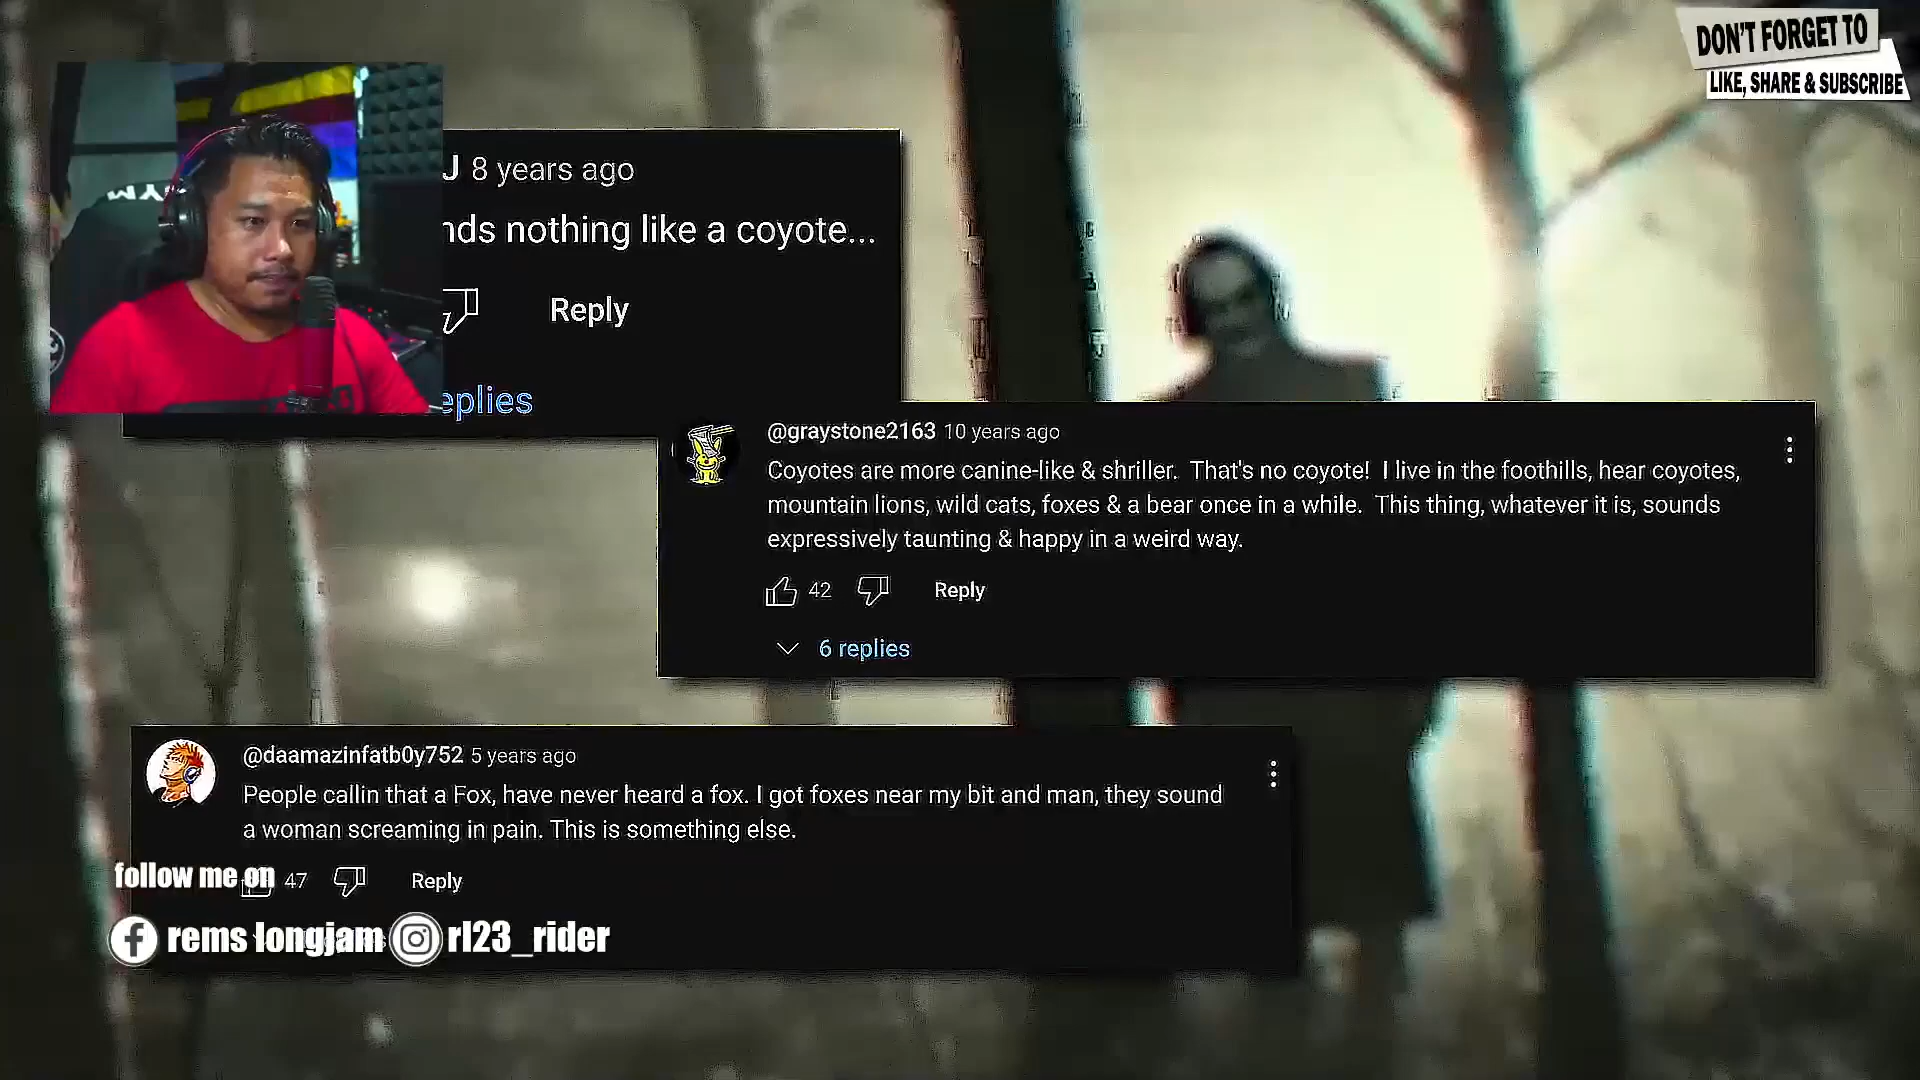 DON'T FORGET TO
LIKE, SHARE & SUBSCRIBE
J 8 years ago
nds nothing like a coyote...
Reply
eplies
@graystone2163 10 years ago
Coyotes are more canine-like & shriller. That's no coyote! I live in the foothills, hear coyotes,
mountain lions, wild cats, foxes & a bear once in a while. This thing, whatever it is, sounds
expressively taunting & happy in a weird way.
42 Reply
6 replies
@daamazinfatb0y752 5 years ago
People callin that a Fox, have never heard a fox. I got foxes near my bit and man, they sound
a woman screaming in pain. This is something else.
follow me on
47 Reply
rems longjam rl23_rider